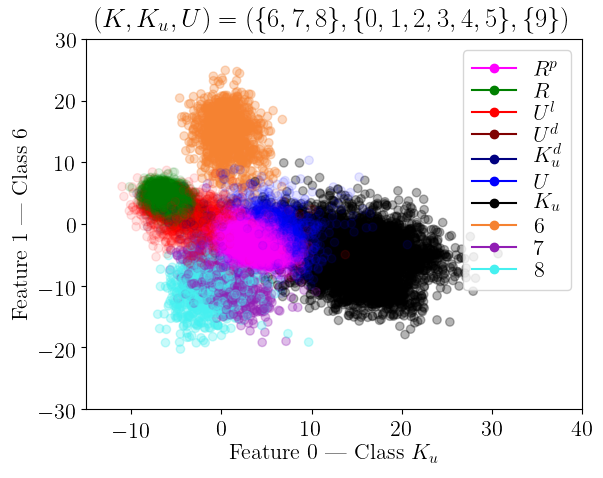 (K, K_u, U) = ({6, 7, 8}, {0, 1, 2, 3, 4, 5}, {9})
30
20
10
0
−10
−20
−30
Feature 1 — Class 6
R^p
R
U^l
U^d
K_u^d
U
K_u
6
7
8
−10 0 10 20 30 40
Feature 0 — Class K_u